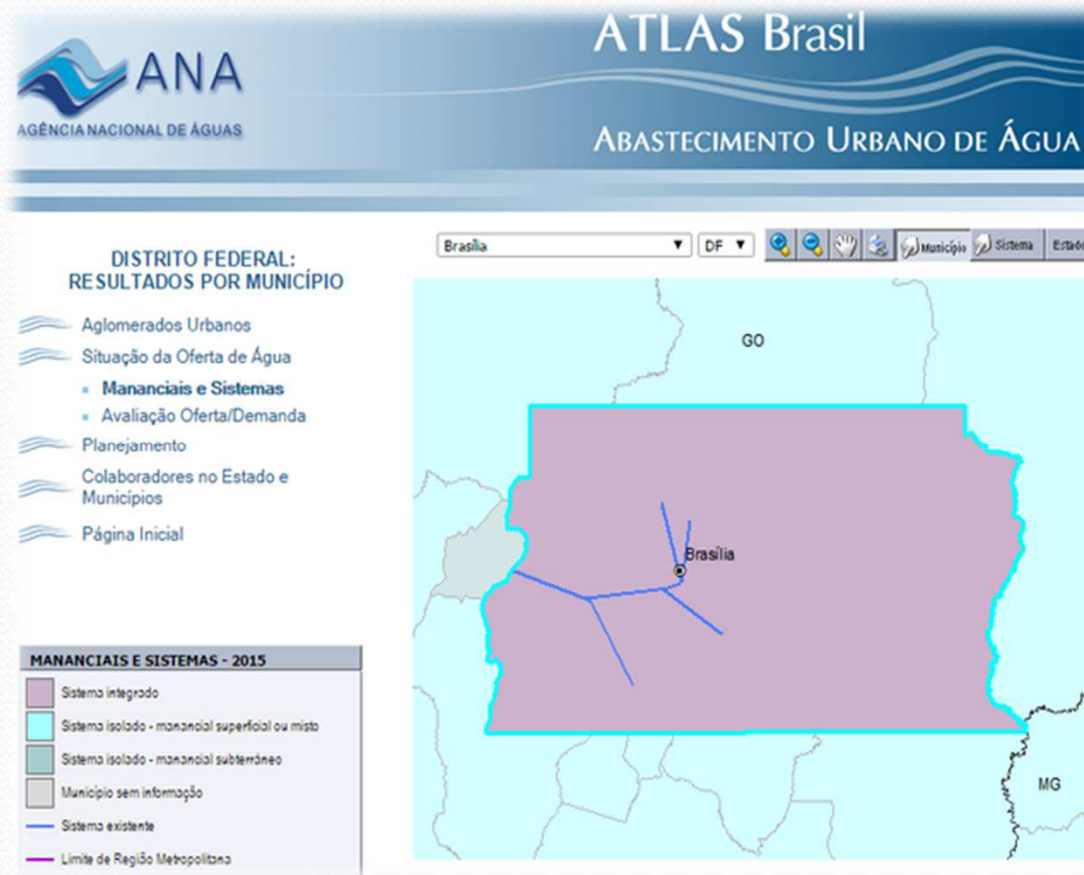 ATLAS Brasil
ANA
AGÊNCIA NACIONAL DE ÁGUAS
ABASTECIMENTO URBANO DE ÁGUA
DISTRITO FEDERAL:
RESULTADOS POR MUNICÍPIO
Aglomerados Urbanos
Situação da Oferta de Água
Mananciais e Sistemas
Avaliação Oferta/Demanda
Planejamento
Colaboradores no Estado e
Municípios
Página Inicial
Brasília DF Município Sistema Estado
GO
Brasília
MG
MANANCIAIS E SISTEMAS - 2015
Sistema integrado
Sistema isolado - manancial superficial ou misto
Sistema isolado - manancial subterrâneo
Município sem informação
Sistema existente
Limite de Região Metropolitana